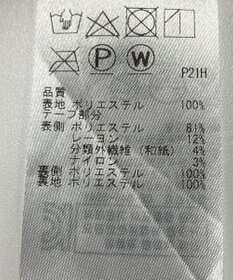 P
W
P21H
品質
表地 ポリエステル 100%
テープ部分
表側 ポリエステル 81%
レーヨン 12%
分類外繊維(和紙) 4%
ナイロン 3%
裏側 ポリエステル 100%
裏地 ポリエステル 100%